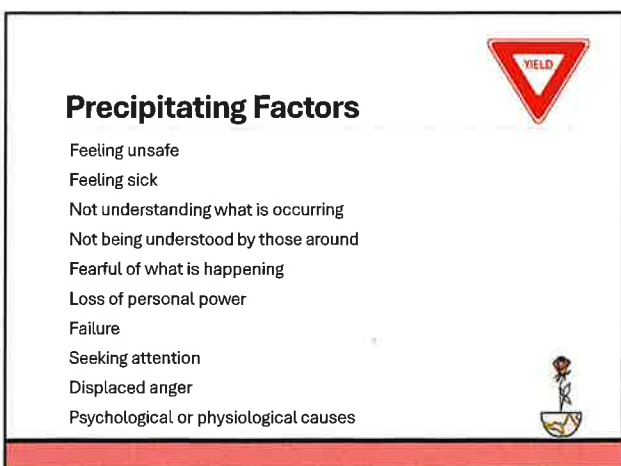 YIELD
Precipitating Factors
Feeling unsafe
Feeling sick
Not understanding what is occurring
Not being understood by those around
Fearful of what is happening
Loss of personal power
Failure
Seeking attention
Displaced anger
Psychological or physiological causes